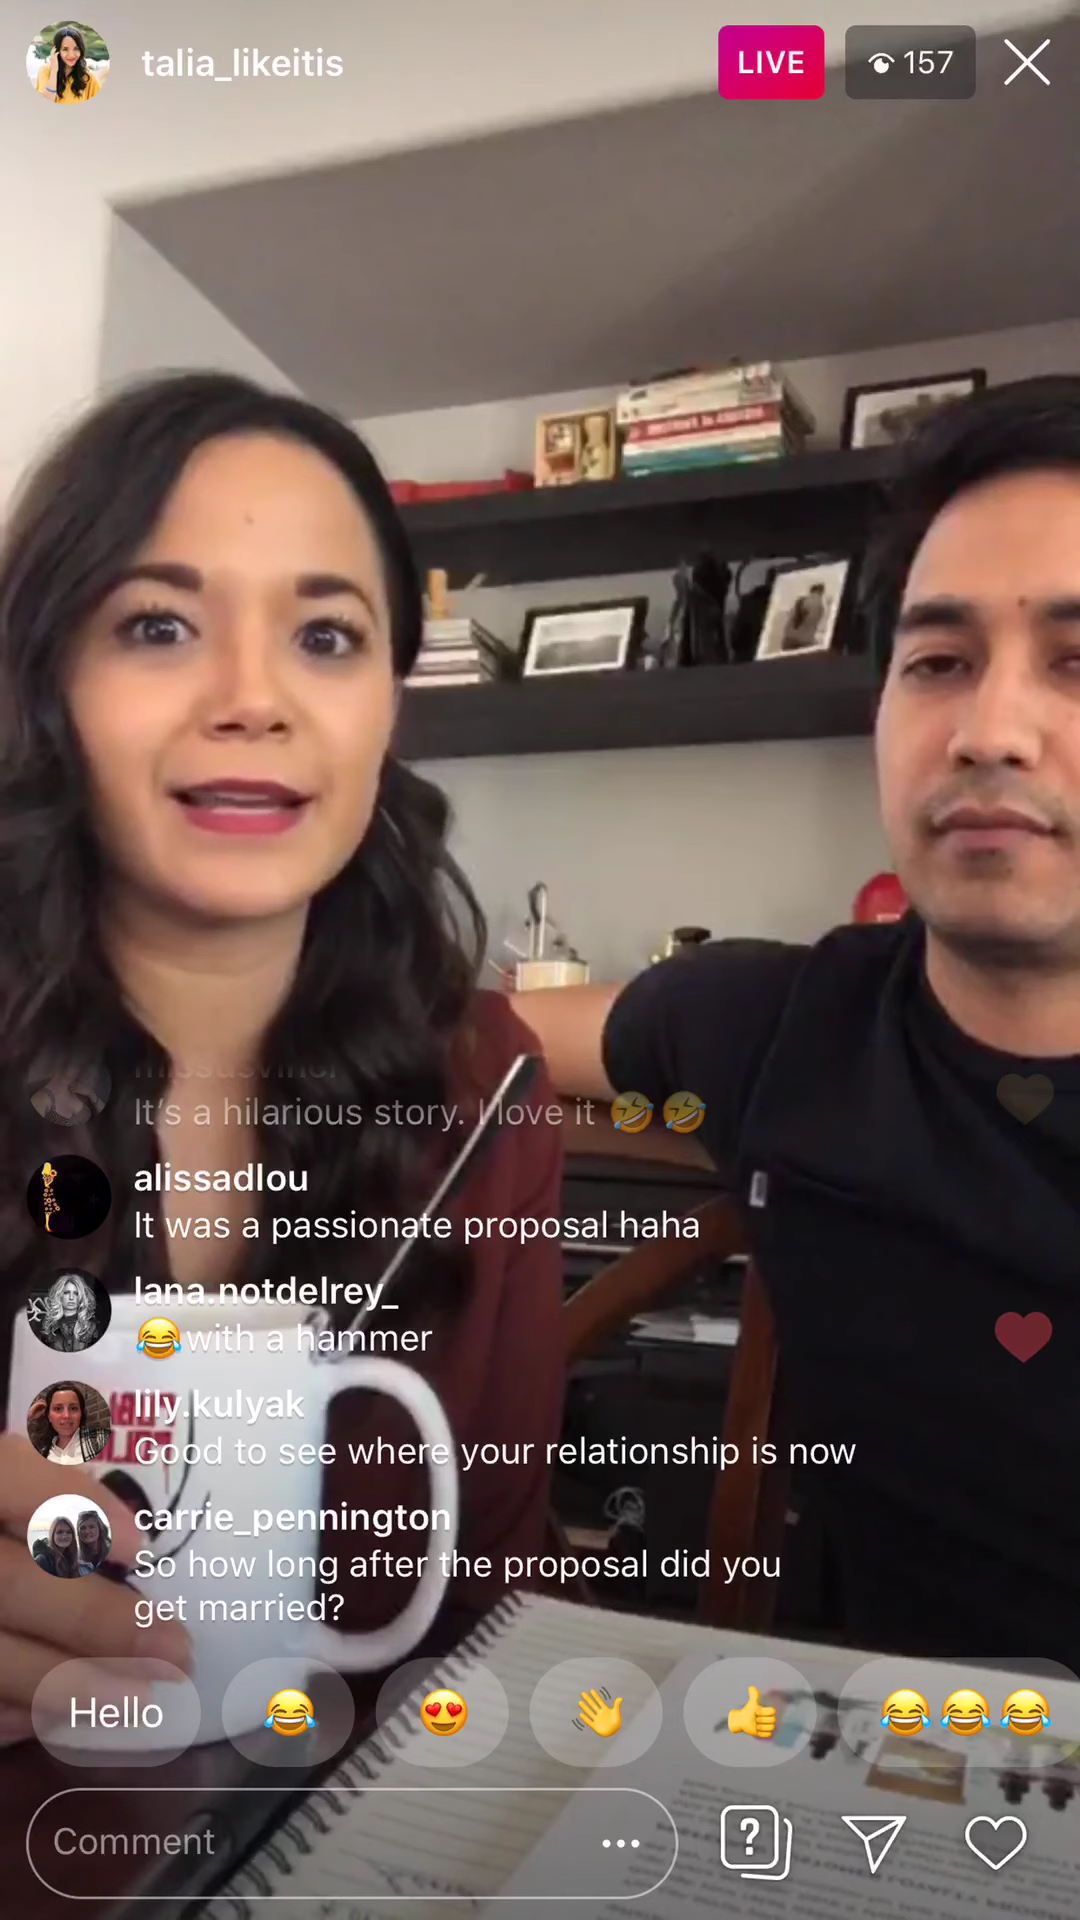 talia_likeitis
LIVE
157
missusvinci
It's a hilarious story. I love it 🤣🤣
alissadlou
It was a passionate proposal haha
lana.notdelrey_
😂with a hammer
lily.kulyak
Good to see where your relationship is now
carrie_pennington
So how long after the proposal did you
get married?
Hello 😂 😍 👋 👍 😂😂😂
Comment ...
?